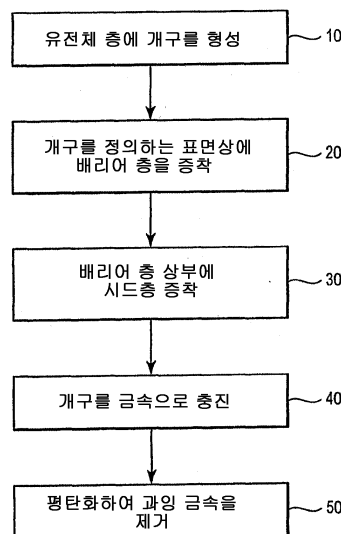 유전체 층에 개구를 형성
10
개구를 정의하는 표면상에
배리어 층을 증착
20
배리어 층 상부에
시드층 증착
30
개구를 금속으로 충진
40
평탄화하여 과잉 금속을
제거
50